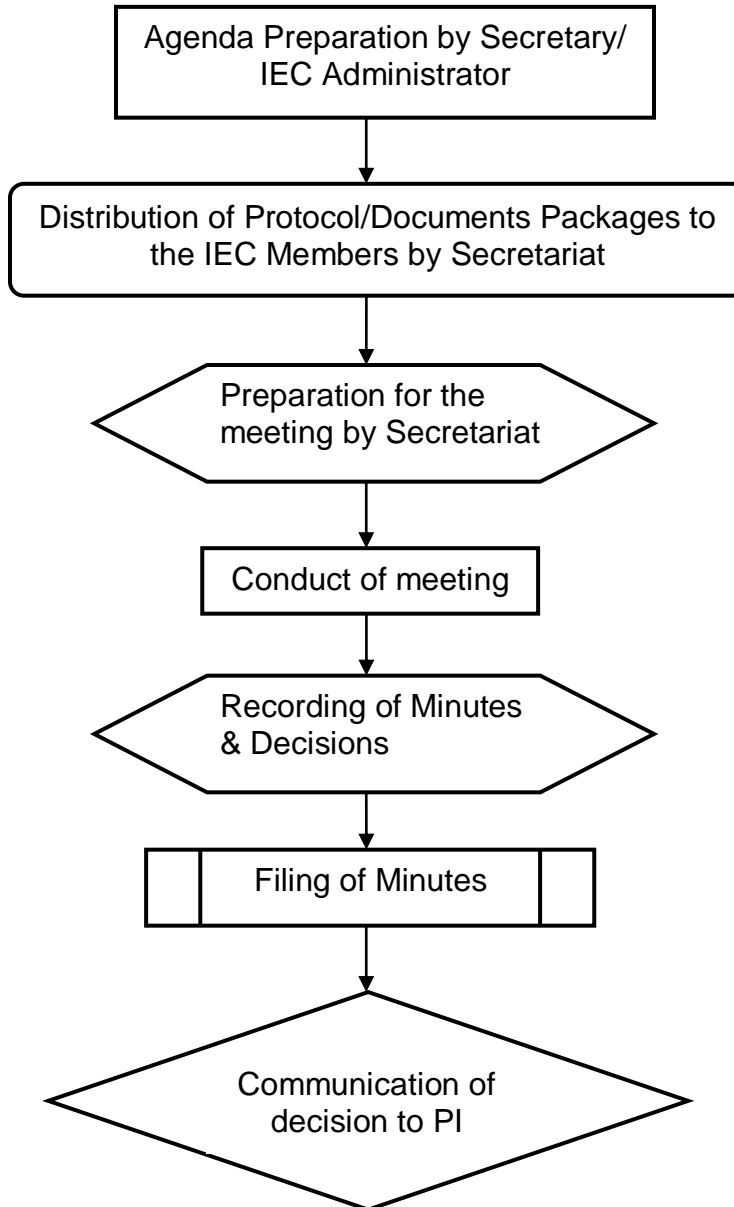 Agenda Preparation by Secretary/
IEC Administrator
Distribution of Protocol/Documents Packages to
the IEC Members by Secretariat
Preparation for the
meeting by Secretariat
Conduct of meeting
Recording of Minutes
& Decisions
Filing of Minutes
Communication of
decision to PI